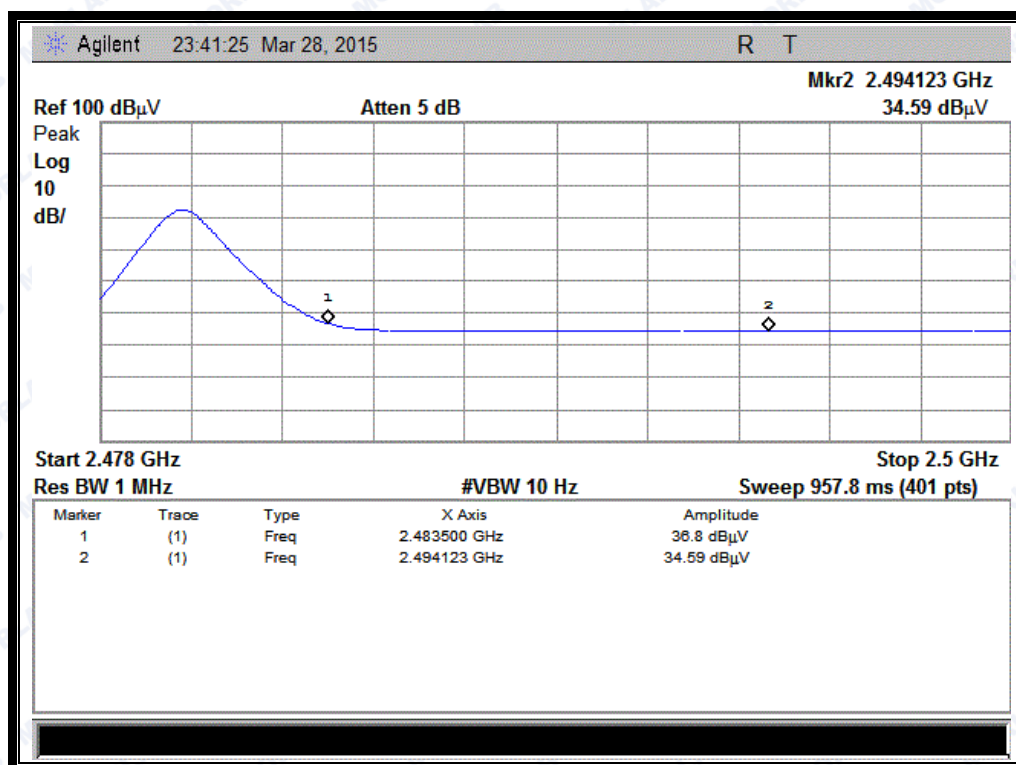 Agilent 23:41:25 Mar 28, 2015 R T
Mkr2 2.494123 GHz
Ref 100 dBμV Atten 5 dB 34.59 dBμV
Peak
Log
10
dB/
1
2
Start 2.478 GHz Stop 2.5 GHz
Res BW 1 MHz #VBW 10 Hz Sweep 957.8 ms (401 pts)
Marker Trace Type X Axis Amplitude
1 (1) Freq 2.483500 GHz 36.8 dBμV
2 (1) Freq 2.494123 GHz 34.59 dBμV